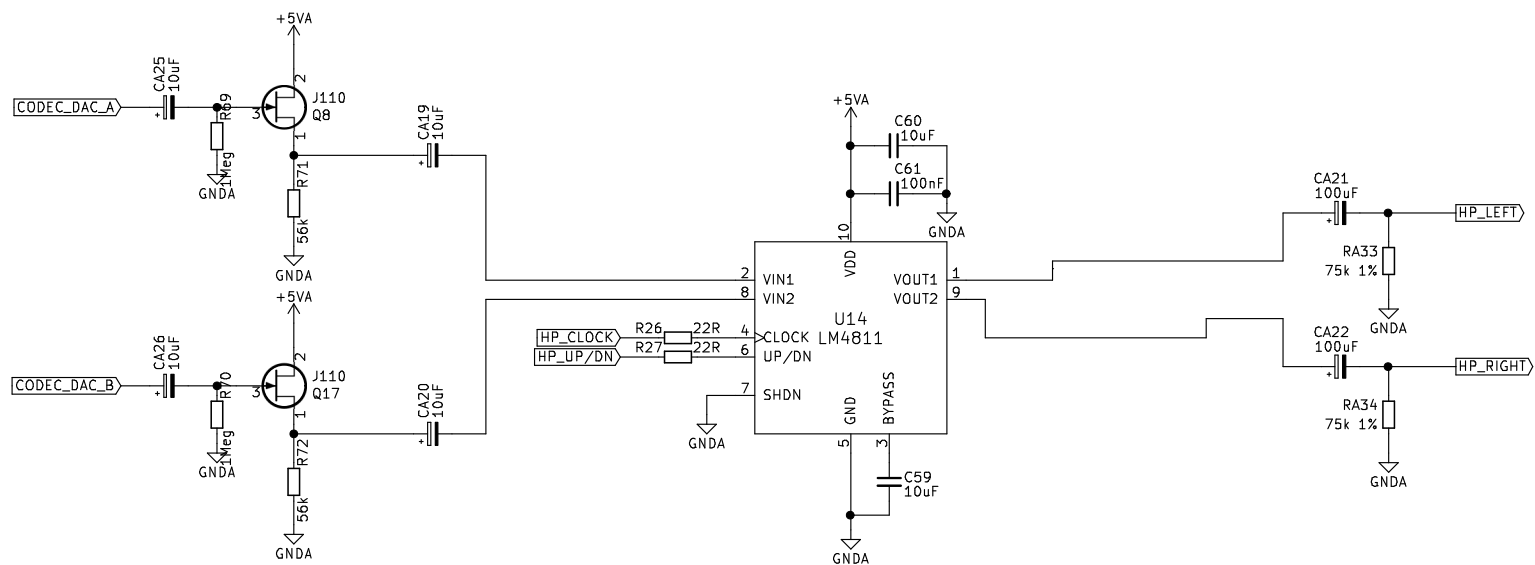 +5VA
CA25
10uF
CODEC_DAC_A
R69
1Meg
GNDA
3
2
1
J110
Q8
R71
56k
GNDA
CA19
10uF
+
+
+5VA
CA26
10uF
CODEC_DAC_B
R70
1Meg
GNDA
3
2
1
J110
Q17
R72
56k
GNDA
CA20
10uF
+
+
+5VA
C60
10uF
C61
100nF
GNDA
10
VDD
2
VIN1
8
VIN2
HP_CLOCK
R26
22R
4
CLOCK
HP_UP/DN
R27
22R
6
UP/DN
7
SHDN
GNDA
U14
LM4811
VOUT1
1
VOUT2
9
GND
5
BYPASS
3
C59
10uF
GNDA
CA21
100uF
+
HP_LEFT
RA33
75k 1%
GNDA
CA22
100uF
+
HP_RIGHT
RA34
75k 1%
GNDA